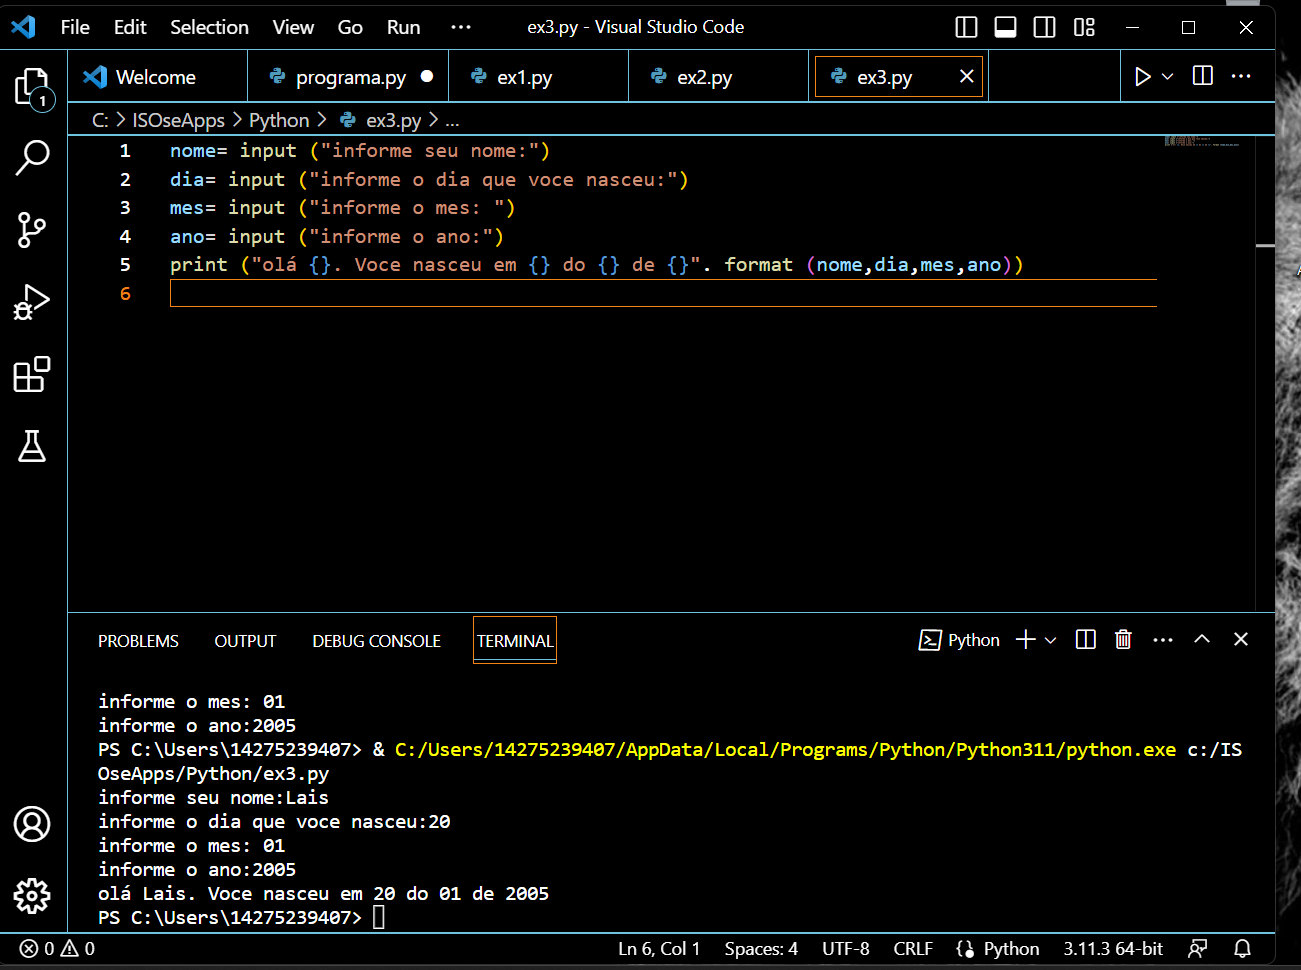 File Edit Selection View Go Run ··· ex3.py - Visual Studio Code
Welcome programa.py ex1.py ex2.py ex3.py
1
C: > ISOseApps > Python > ex3.py > ...
1 nome= input ("informe seu nome:")
2 dia= input ("informe o dia que voce nasceu:")
3 mes= input ("informe o mes: ")
4 ano= input ("informe o ano:")
5 print ("olá {}. Voce nasceu em {} do {} de {}". format (nome,dia,mes,ano))
6
PROBLEMS OUTPUT DEBUG CONSOLE TERMINAL Python
informe o mes: 01
informe o ano:2005
PS C:\Users\14275239407> & C:/Users/14275239407/AppData/Local/Programs/Python/Python311/python.exe c:/IS
OseApps/Python/ex3.py
informe seu nome:Lais
informe o dia que voce nasceu:20
informe o mes: 01
informe o ano:2005
olá Lais. Voce nasceu em 20 do 01 de 2005
PS C:\Users\14275239407>
0 0 Ln 6, Col 1 Spaces: 4 UTF-8 CRLF Python 3.11.3 64-bit